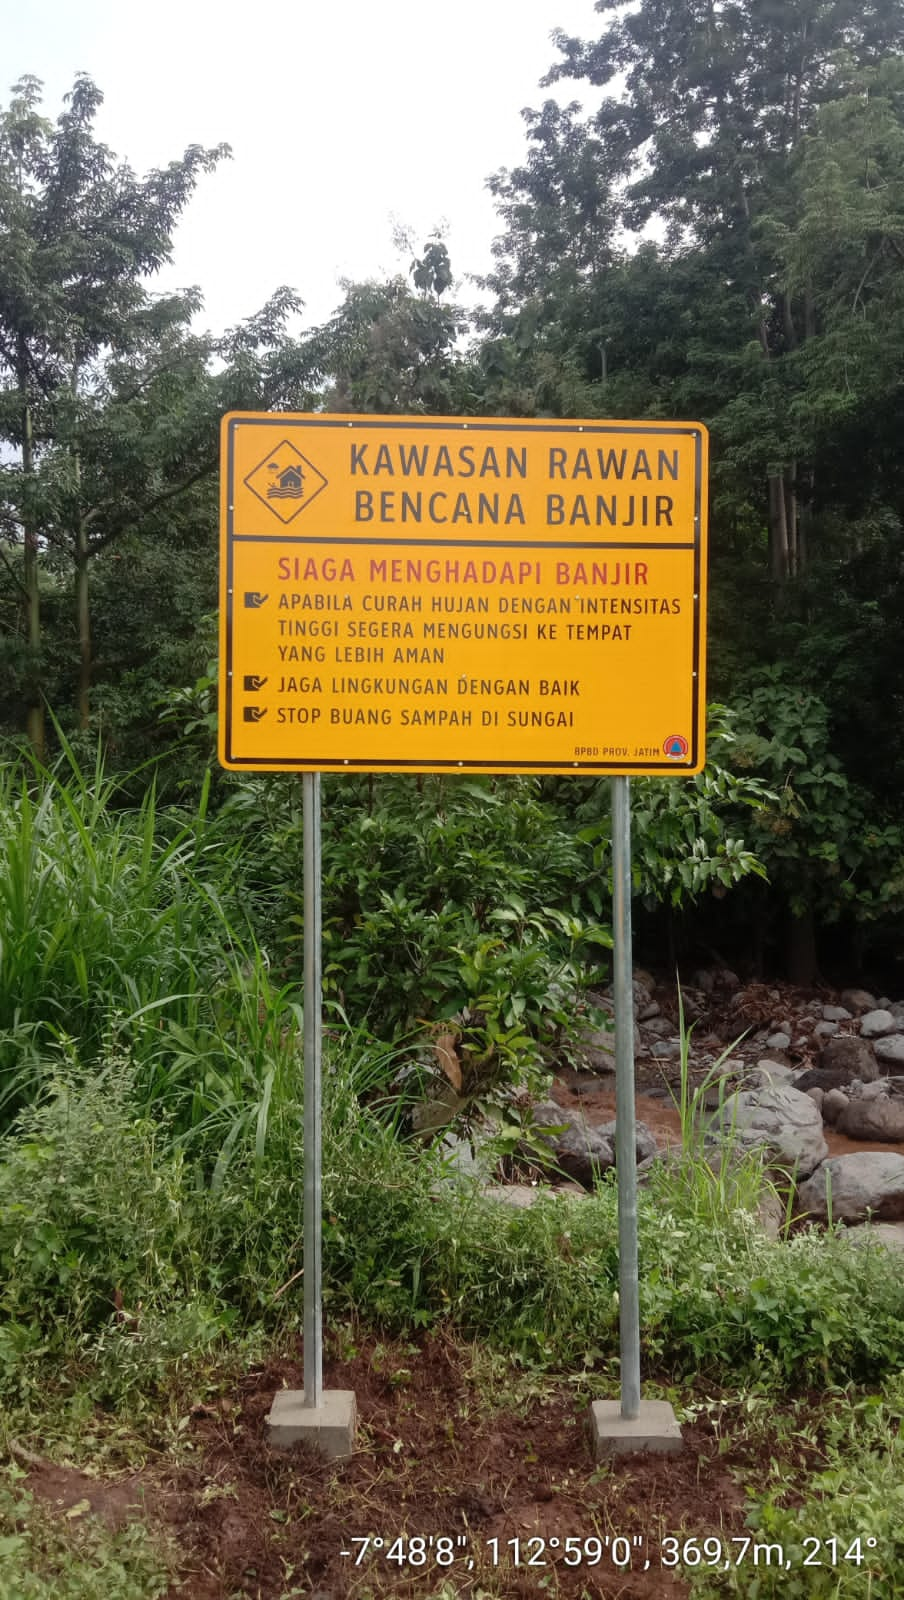 KAWASAN RAWAN
BENCANA BANJIR
SIAGA MENGHADAPI BANJIR
APABILA CURAH HUJAN DENGAN INTENSITAS
TINGGI SEGERA MENGUNGSI KE TEMPAT
YANG LEBIH AMAN
JAGA LINGKUNGAN DENGAN BAIK
STOP BUANG SAMPAH DI SUNGAI
BPBD PROV. JATIM
-7°48'8", 112°59'0", 369,7m, 214°